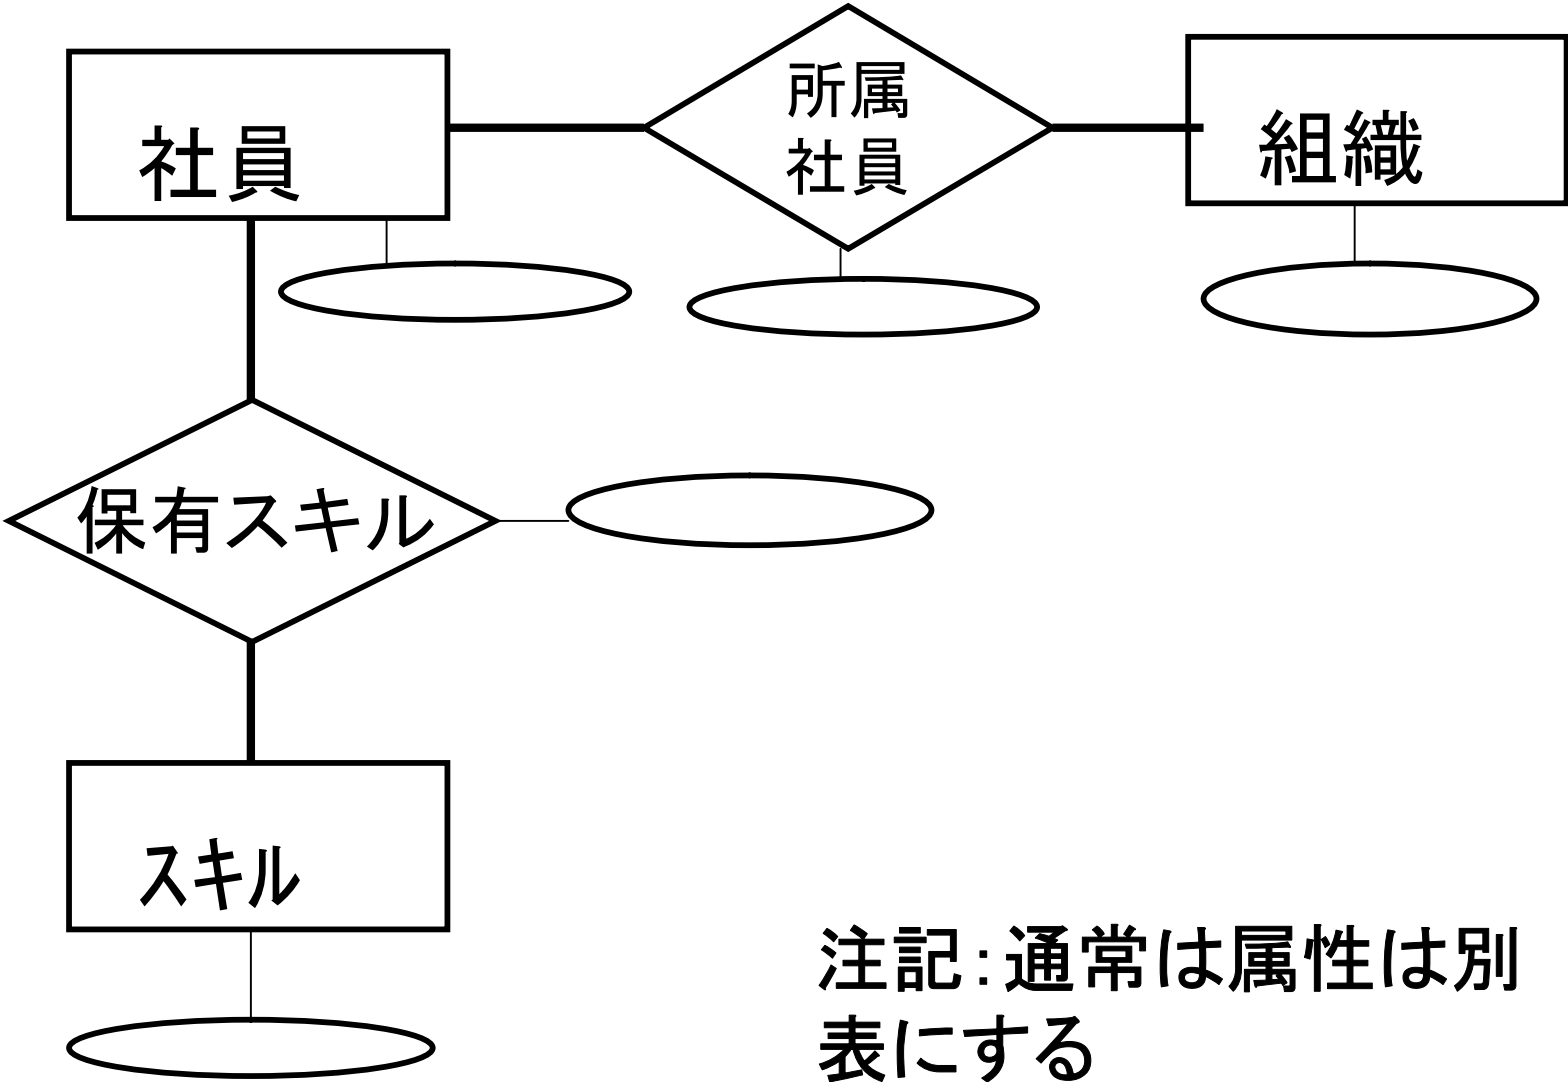 社員
所属
社員
組織
保有スキル
スキル
注記:通常は属性は別
表にする